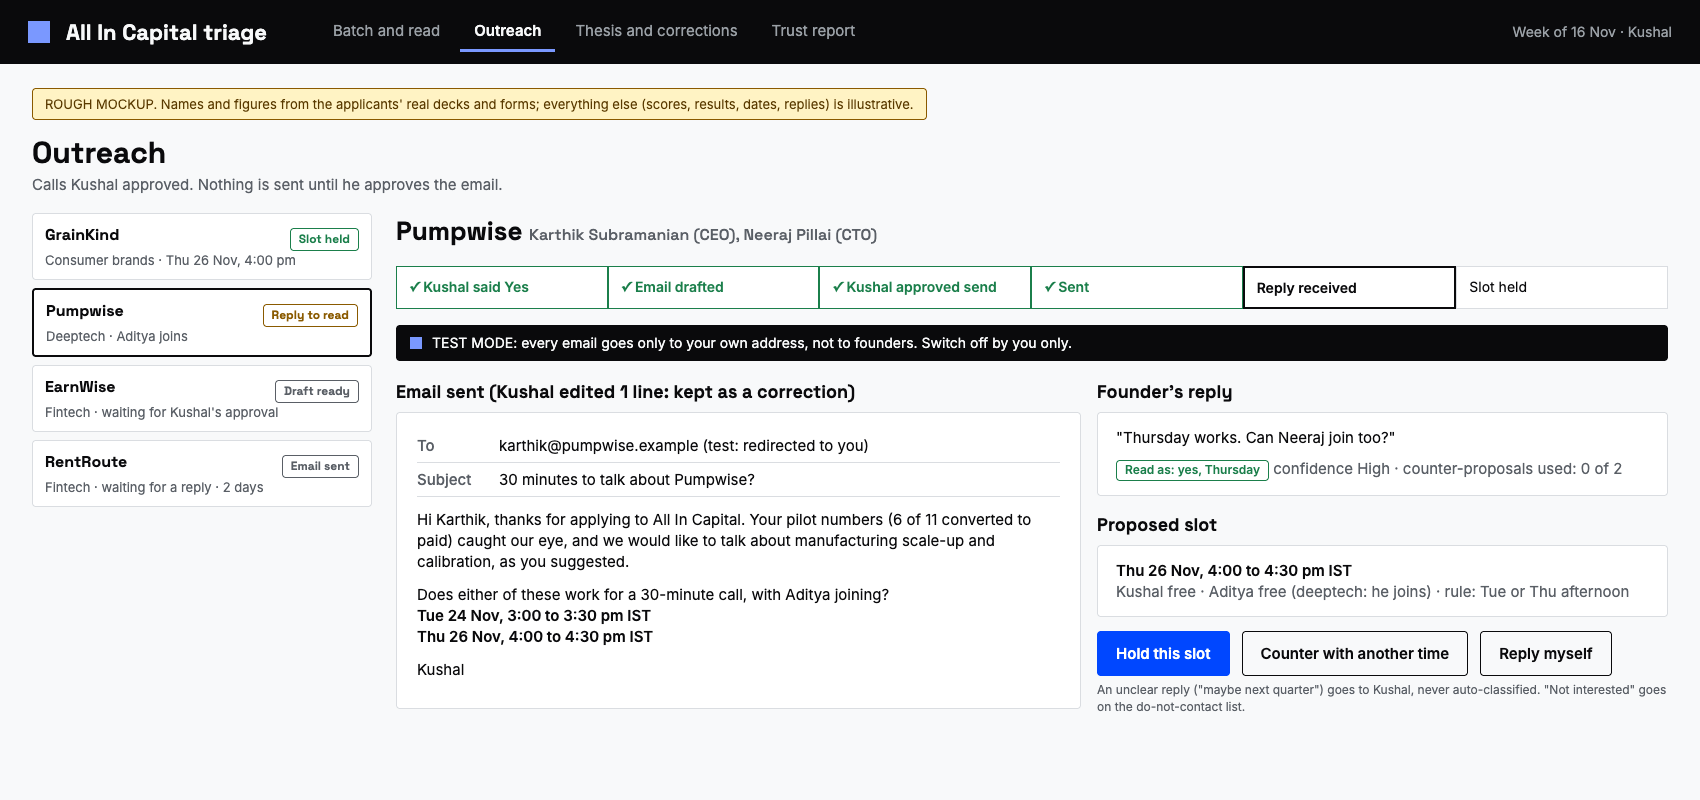 All In Capital triage
Batch and read
Outreach
Thesis and corrections
Trust report
Week of 16 Nov · Kushal
ROUGH MOCKUP. Names and figures from the applicants' real decks and forms; everything else (scores, results, dates, replies) is illustrative.
Outreach
Calls Kushal approved. Nothing is sent until he approves the email.
GrainKind
Slot held
Consumer brands · Thu 26 Nov, 4:00 pm
Pumpwise
Reply to read
Deeptech · Aditya joins
EarnWise
Draft ready
Fintech · waiting for Kushal's approval
RentRoute
Email sent
Fintech · waiting for a reply · 2 days
Pumpwise Karthik Subramanian (CEO), Neeraj Pillai (CTO)
✓ Kushal said Yes
✓ Email drafted
✓ Kushal approved send
✓ Sent
Reply received
Slot held
TEST MODE: every email goes only to your own address, not to founders. Switch off by you only.
Email sent (Kushal edited 1 line: kept as a correction)
To karthik@pumpwise.example (test: redirected to you)
Subject 30 minutes to talk about Pumpwise?
Hi Karthik, thanks for applying to All In Capital. Your pilot numbers (6 of 11 converted to
paid) caught our eye, and we would like to talk about manufacturing scale-up and
calibration, as you suggested.
Does either of these work for a 30-minute call, with Aditya joining?
Tue 24 Nov, 3:00 to 3:30 pm IST
Thu 26 Nov, 4:00 to 4:30 pm IST
Kushal
Founder's reply
"Thursday works. Can Neeraj join too?"
Read as: yes, Thursday confidence High · counter-proposals used: 0 of 2
Proposed slot
Thu 26 Nov, 4:00 to 4:30 pm IST
Kushal free · Aditya free (deeptech: he joins) · rule: Tue or Thu afternoon
Hold this slot
Counter with another time
Reply myself
An unclear reply ("maybe next quarter") goes to Kushal, never auto-classified. "Not interested" goes
on the do-not-contact list.